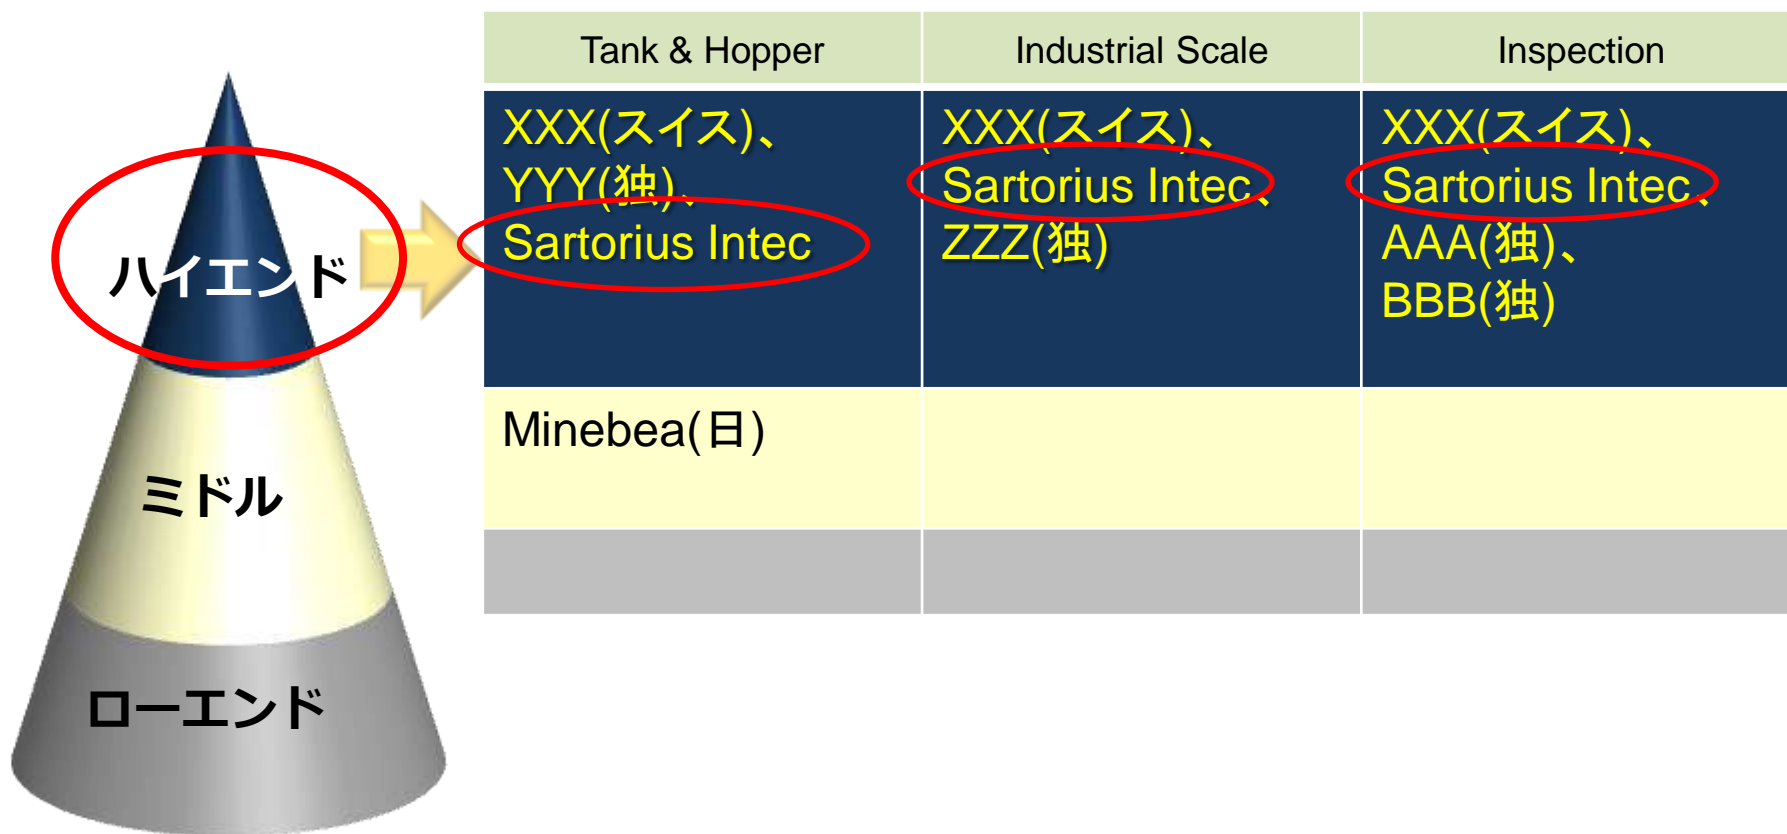 Tank & Hopper
Industrial Scale
Inspection
ハイエンド
XXX(スイス)、
YYY(独)、
Sartorius Intec
XXX(スイス)、
Sartorius Intec、
ZZZ(独)
XXX(スイス)、
Sartorius Intec、
AAA(独)、
BBB(独)
ミドル
Minebea(日)
ローエンド